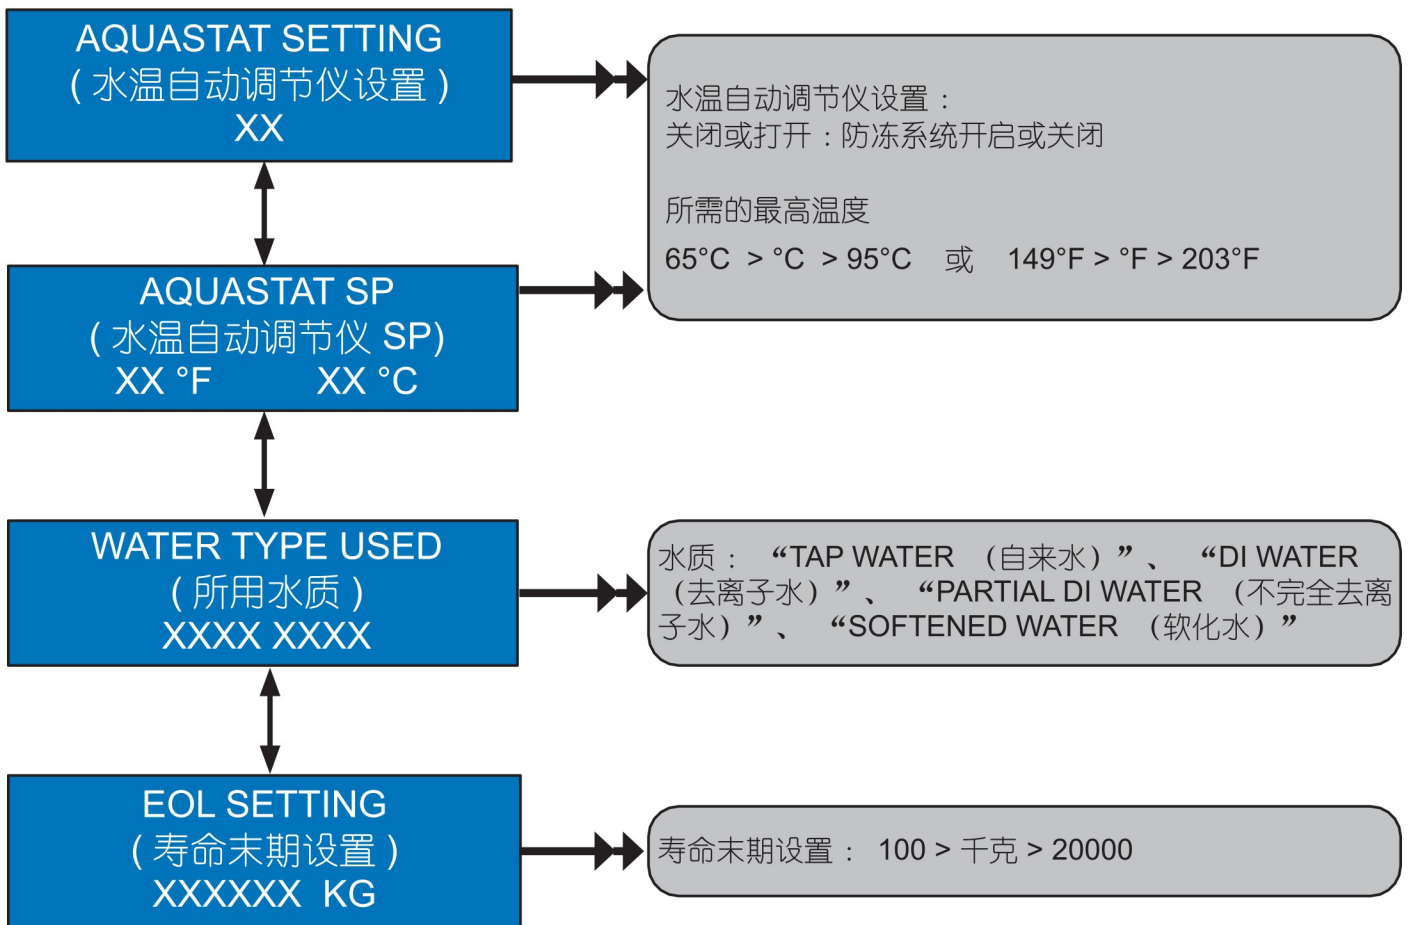 AQUASTAT SETTING
(水温自动调节仪设置)
XX
水温自动调节仪设置：
关闭或打开：防冻系统开启或关闭
所需的最高温度
65°C > °C > 95°C 或 149°F > °F > 203°F
AQUASTAT SP
(水温自动调节仪 SP)
XX °F XX °C
WATER TYPE USED
(所用水质)
XXXX XXXX
水质： “TAP WATER （自来水）”、 “DI WATER
（去离子水）”、 “PARTIAL DI WATER （不完全去离
子水）”、 “SOFTENED WATER （软化水）”
EOL SETTING
(寿命末期设置)
XXXXXX KG
寿命末期设置： 100 > 千克 > 20000